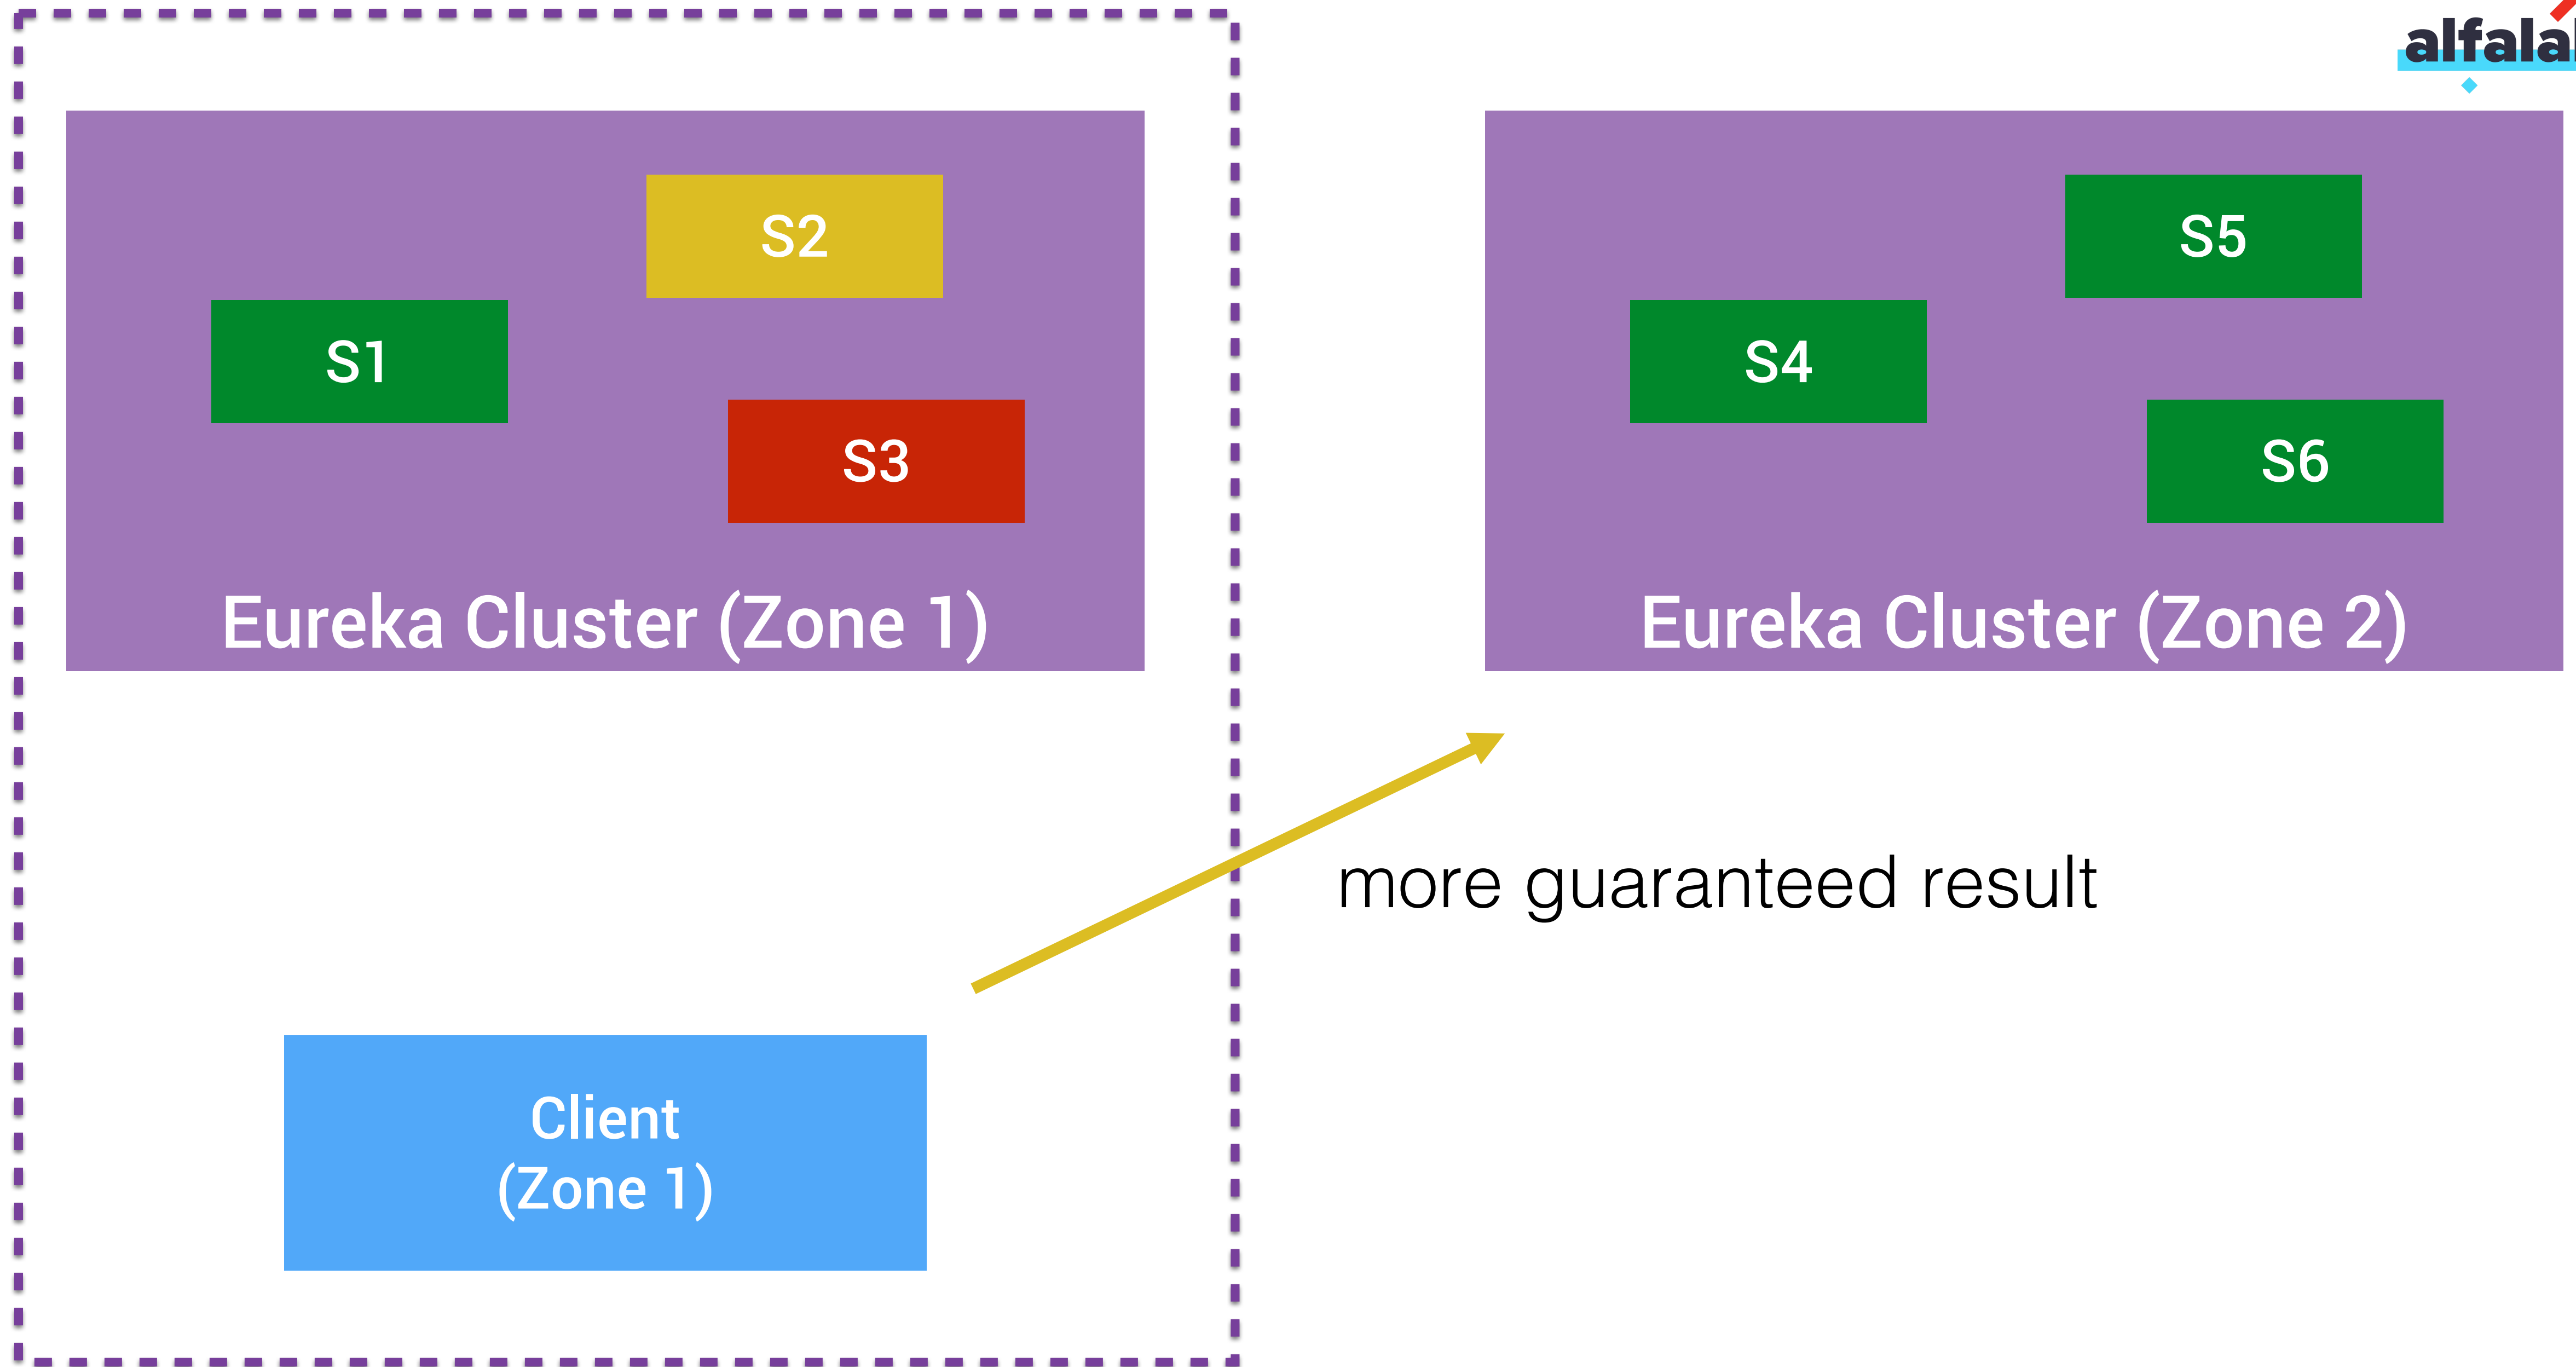 S2
S1
S3
Eureka Cluster (Zone 1)
S5
S4
S6
Eureka Cluster (Zone 2)
more guaranteed result
Client
(Zone 1)